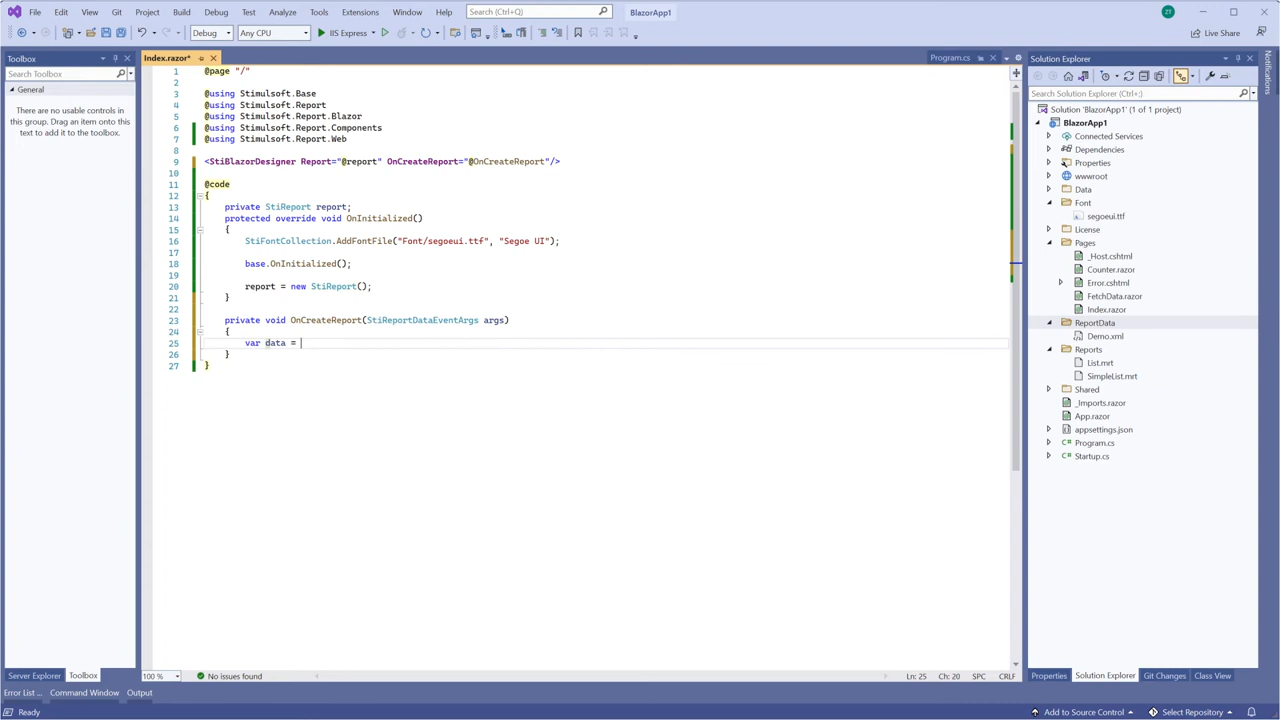 File Edit View Git Project Build Debug Test Analyze Tools Extensions Window Help Search (Ctrl+Q) BlazorApp1 ZT
Debug Any CPU IIS Express Live Share
Toolbox
Search Toolbox
General
There are no usable controls in
this group. Drag an item onto this
text to add it to the toolbox.
Server Explorer Toolbox
Index.razor* Program.cs
1 @page "/"
2
3 @using Stimulsoft.Base
4 @using Stimulsoft.Report
5 @using Stimulsoft.Report.Blazor
6 @using Stimulsoft.Report.Components
7 @using Stimulsoft.Report.Web
8
9 <StiBlazorDesigner Report="@report" OnCreateReport="@OnCreateReport"/>
10
11 @code
12 {
13 private StiReport report;
14 protected override void OnInitialized()
15 {
16 StiFontCollection.AddFontFile("Font/segoeui.ttf", "Segoe UI");
17
18 base.OnInitialized();
19
20 report = new StiReport();
21 }
22
23 private void OnCreateReport(StiReportDataEventArgs args)
24 {
25 var data =
26 }
27 }
100 % No issues found Ln: 25 Ch: 20 SPC CRLF
Solution Explorer
Search Solution Explorer (Ctrl+;)
Solution 'BlazorApp1' (1 of 1 project)
BlazorApp1
Connected Services
Dependencies
Properties
wwwroot
Data
Font
segoeui.ttf
License
Pages
_Host.cshtml
Counter.razor
Error.cshtml
FetchData.razor
Index.razor
ReportData
Demo.xml
Reports
List.mrt
SimpleList.mrt
Shared
_Imports.razor
App.razor
appsettings.json
Program.cs
Startup.cs
Properties Solution Explorer Git Changes Class View
Notifications
Error List ... Command Window Output
Ready Add to Source Control Select Repository